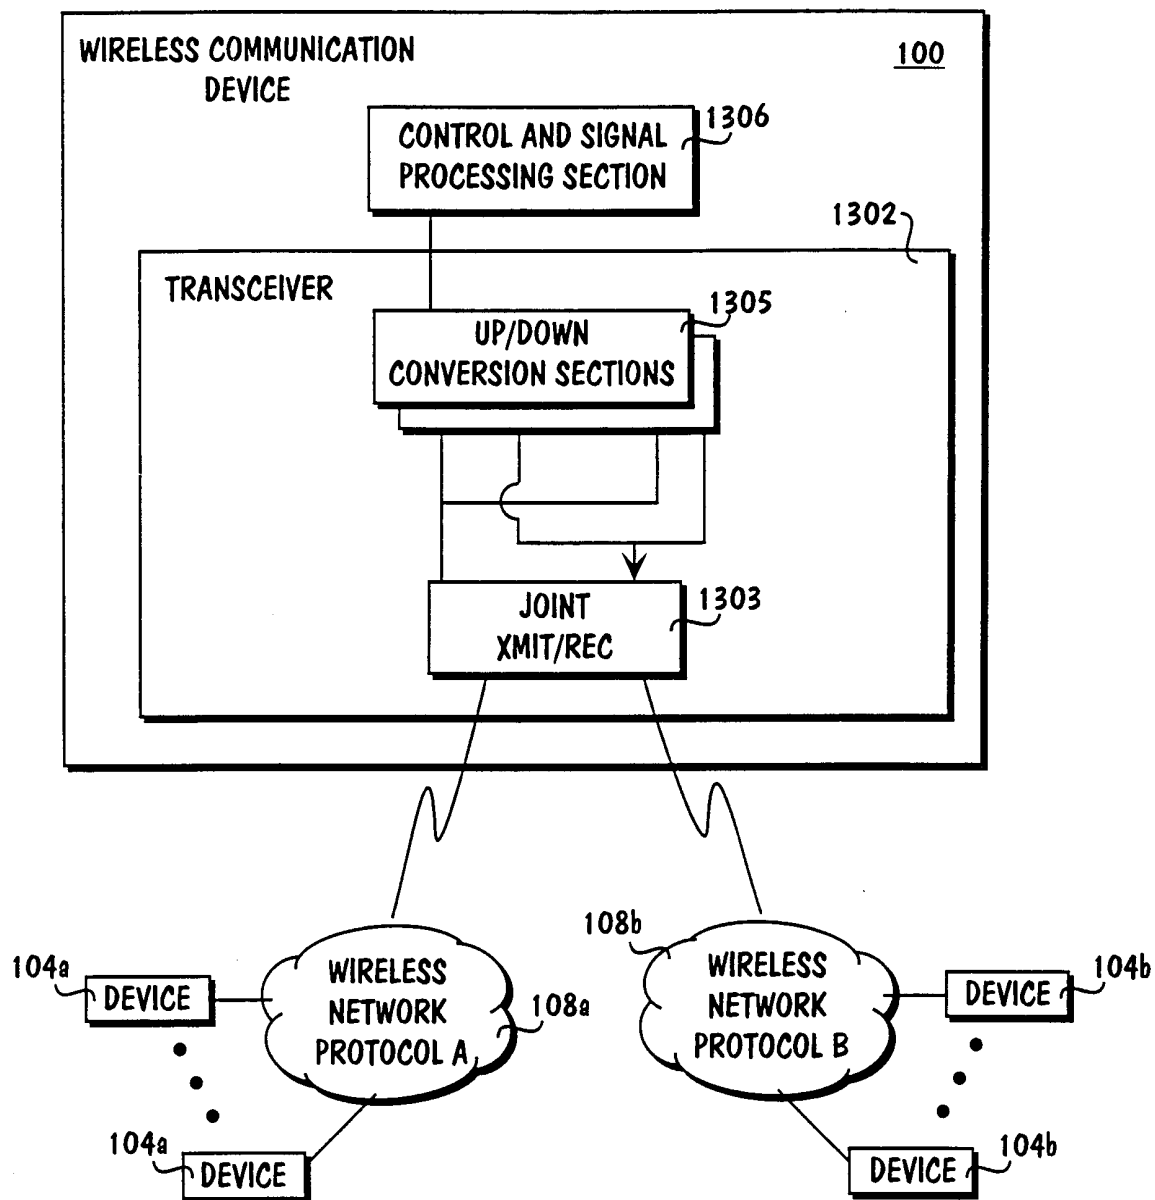 WIRELESS COMMUNICATION
DEVICE
100
CONTROL AND SIGNAL
PROCESSING SECTION
1306
1302
TRANSCEIVER
1305
UP/DOWN
CONVERSION SECTIONS
JOINT
XMIT/REC
1303
108b
104a
DEVICE
WIRELESS
NETWORK
PROTOCOL A
108a
WIRELESS
NETWORK
PROTOCOL B
DEVICE
104b
104a
DEVICE
DEVICE
104b